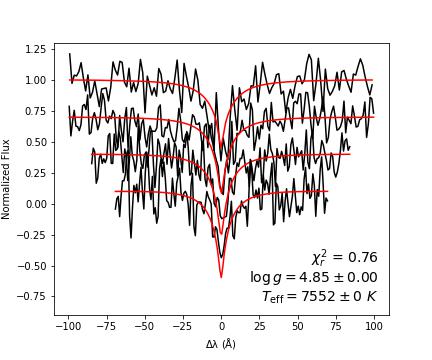 1.25
1.00
0.75
0.50
0.25
0.00
−0.25
−0.50
−0.75
Normalized Flux
χ²ᵣ = 0.76
log g = 4.85 ± 0.00
T_eff = 7552 ± 0 K
−100 −75 −50 −25 0 25 50 75 100
Δλ (Å)